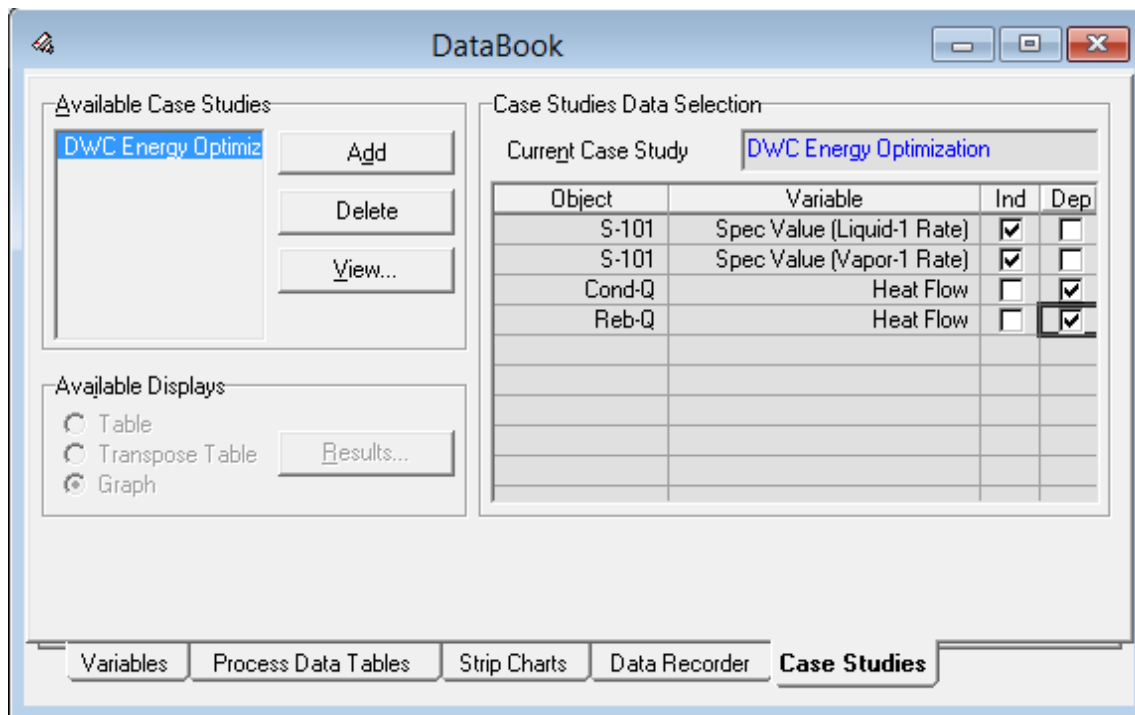 DataBook
Available Case Studies
DWC Energy Optimiz
Add
Delete
View...
Available Displays
Table
Transpose Table
Graph
Results...
Case Studies Data Selection
Current Case Study DWC Energy Optimization
Object Variable Ind Dep
S-101 Spec Value (Liquid-1 Rate)
S-101 Spec Value (Vapor-1 Rate)
Cond-Q Heat Flow
Reb-Q Heat Flow
Variables Process Data Tables Strip Charts Data Recorder Case Studies